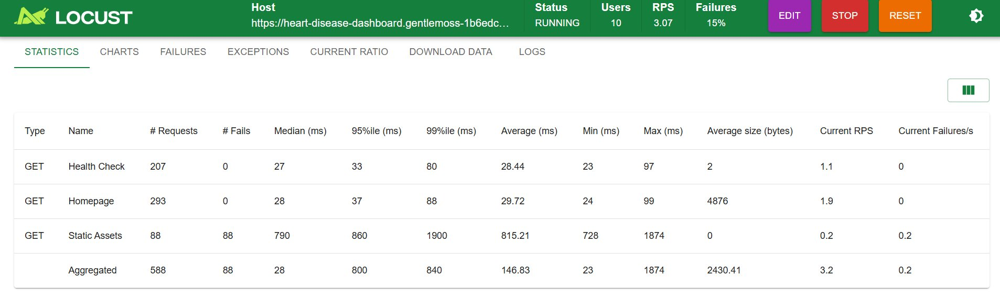 LOCUST
Host
https://heart-disease-dashboard.gentlemoss-1b6edc…
Status
RUNNING
Users
10
RPS
3.07
Failures
15%
EDIT
STOP
RESET
STATISTICS CHARTS FAILURES EXCEPTIONS CURRENT RATIO DOWNLOAD DATA LOGS
Type Name # Requests # Fails Median (ms) 95%ile (ms) 99%ile (ms) Average (ms) Min (ms) Max (ms) Average size (bytes) Current RPS Current Failures/s
GET Health Check 207 0 27 33 80 28.44 23 97 2 1.1 0
GET Homepage 293 0 28 37 88 29.72 24 99 4876 1.9 0
GET Static Assets 88 88 790 860 1900 815.21 728 1874 0 0.2 0.2
Aggregated 588 88 28 800 840 146.83 23 1874 2430.41 3.2 0.2